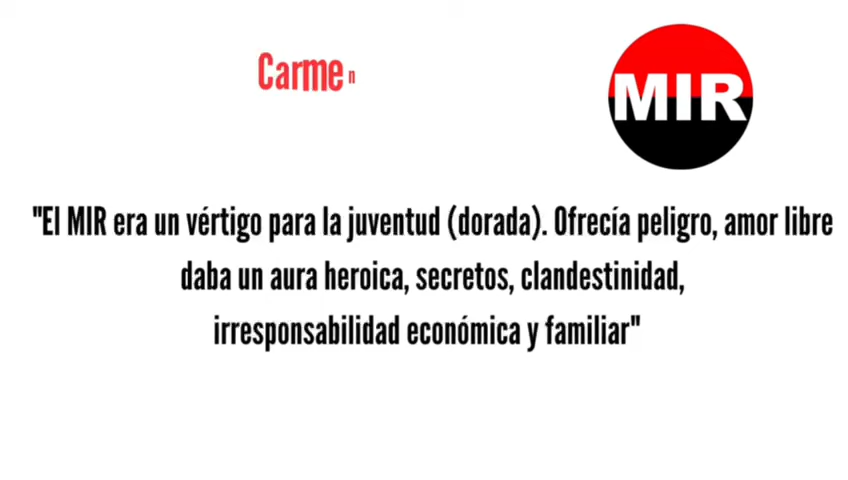 Carmen
MIR
"El MIR era un vértigo para la juventud (dorada). Ofrecía peligro, amor libre
daba un aura heroica, secretos, clandestinidad,
irresponsabilidad económica y familiar"